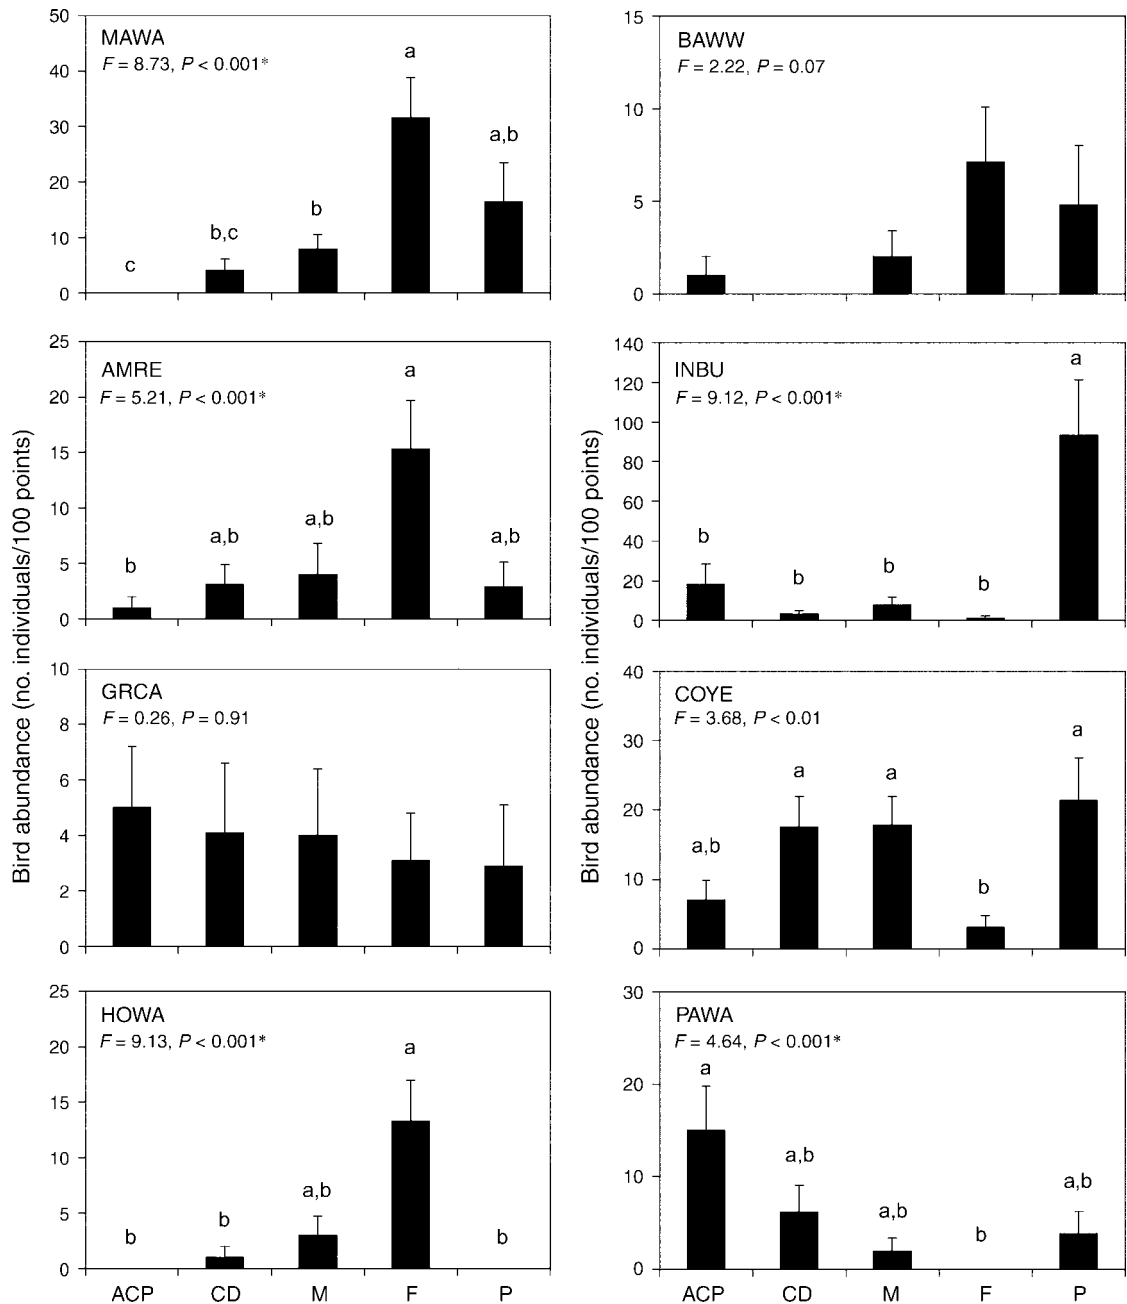 Bird abundance (no. individuals/100 points)
MAWA
F = 8.73, P < 0.001*
50
40
30
20
10
0
c
b,c
b
a
a,b
AMRE
F = 5.21, P < 0.001*
25
20
15
10
5
0
b
a,b
a,b
a
a,b
GRCA
F = 0.26, P = 0.91
10
8
6
4
2
0
HOWA
F = 9.13, P < 0.001*
25
20
15
10
5
0
b
b
a,b
a
b
ACP CD M F P
Bird abundance (no. individuals/100 points)
BAWW
F = 2.22, P = 0.07
15
10
5
0
INBU
F = 9.12, P < 0.001*
140
120
100
80
60
40
20
0
b
b
b
b
a
COYE
F = 3.68, P < 0.01
40
30
20
10
0
a,b
a
a
b
a
PAWA
F = 4.64, P < 0.001*
30
20
10
0
a
a,b
a,b
b
a,b
ACP CD M F P